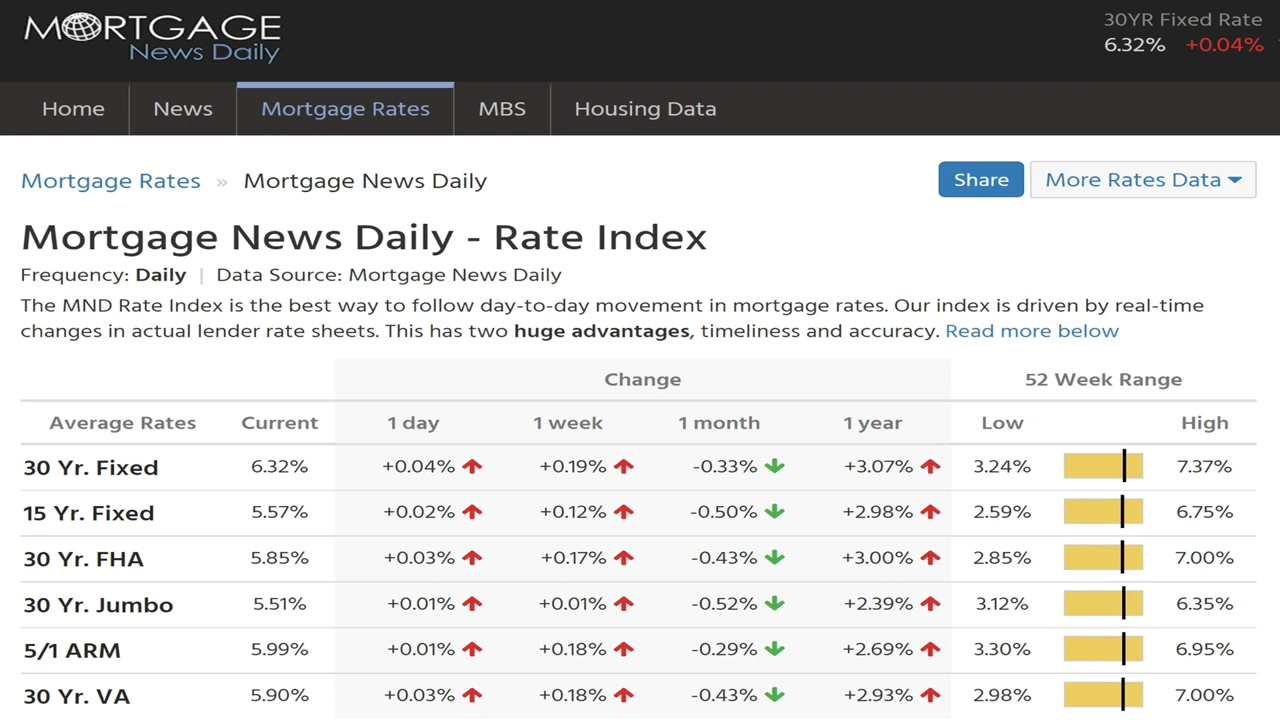 MORTGAGE
News Daily
30YR Fixed Rate
6.32% +0.04%
Home News Mortgage Rates MBS Housing Data
Mortgage Rates » Mortgage News Daily
Share More Rates Data
Mortgage News Daily - Rate Index
Frequency: Daily | Data Source: Mortgage News Daily
The MND Rate Index is the best way to follow day-to-day movement in mortgage rates. Our index is driven by real-time
changes in actual lender rate sheets. This has two huge advantages, timeliness and accuracy. Read more below
Change 52 Week Range
Average Rates Current 1 day 1 week 1 month 1 year Low High
30 Yr. Fixed 6.32% +0.04% +0.19% -0.33% +3.07% 3.24% 7.37%
15 Yr. Fixed 5.57% +0.02% +0.12% -0.50% +2.98% 2.59% 6.75%
30 Yr. FHA 5.85% +0.03% +0.17% -0.43% +3.00% 2.85% 7.00%
30 Yr. Jumbo 5.51% +0.01% +0.01% -0.52% +2.39% 3.12% 6.35%
5/1 ARM 5.99% +0.01% +0.18% -0.29% +2.69% 3.30% 6.95%
30 Yr. VA 5.90% +0.03% +0.18% -0.43% +2.93% 2.98% 7.00%